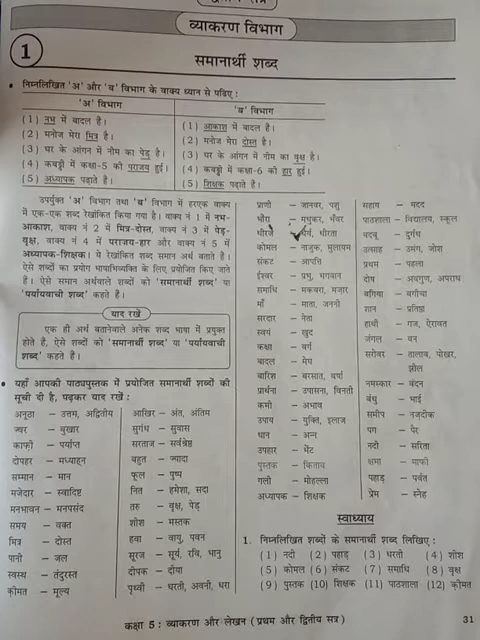 व्याकरण विभाग
1
समानार्थी शब्द
• निम्नलिखित 'अ' और 'ब' विभाग के वाक्य ध्यान से पढ़िए :
'अ' विभाग
(1) नभ में बादल है।
(2) मनोज मेरा मित्र है।
(3) घर के आंगन में नीम का पेड़ है।
(4) कबड्डी में कक्षा-5 को पराजय हुई।
(5) अध्यापक पढ़ाते है।
'ब' विभाग
(1) आकाश में बादल है।
(2) मनोज मेरा दोस्त है।
(3) घर के आंगन में नीम का वृक्ष है।
(4) कबड्डी में कक्षा-6 को हार हुई।
(5) शिक्षक पढ़ाते है।
उपर्युक्त 'अ' विभाग तथा 'ब' विभाग में हरएक वाक्य
में एक-एक शब्द रेखांकित किया गया है। वाक्य नं 1 में नभ-
आकाश, वाक्य नं 2 में मित्र-दोस्त, वाक्य नं 3 में पेड़-
वृक्ष, वाक्य नं 4 में पराजय-हार और वाक्य नं 5 में
अध्यापक-शिक्षक। ये रेखांकित शब्द समान अर्थ बताते है।
ऐसे शब्दों का प्रयोग भाषाभिव्यक्ति के लिए प्रयोजित किए जाते
है। ऐसे समान अर्थवाले शब्दों को 'समानार्थी शब्द' या
'पर्यायवाची शब्द' कहते हैं।
याद रखें
एक ही अर्थ बतानेवाले अनेक शब्द भाषा में प्रयुक्त
होते है, ऐसे शब्दों को 'समानार्थी शब्द' या 'पर्यायवाची
शब्द' कहते है।
• यहाँ आपकी पाठ्यपुस्तक में प्रयोजित समानार्थी शब्दों की
सूची दी है, पढ़कर याद रखें :
अनूठा – उत्तम, अद्वितीय
ज्वर – बुखार
काफी – पर्याप्त
दोपहर – मध्याहन
सम्मान – मान
मजेदार – स्वादिष्ट
मनभावन – मनपसंद
समय – वक्त
मित्र – दोस्त
पानी – जल
स्वस्थ – तंदुरस्त
कीमत – मूल्य
आखिर – अंत, अंतिम
सुगंध – सुवास
सरताज – सर्वश्रेष्ठ
बहुत – ज्यादा
फूल – पुष्प
नित – हमेशा, सदा
तरु – वृक्ष, पेड़
शीश – मस्तक
हवा – वायु, पवन
सूरज – सूर्य, रवि, भानु
दीपक – दीया
पृथ्वी – धरती, अवनी, धरा
प्राणी – जानवर, पशु
भौंरा – मधुकर, भँवर
धीरज – धैर्य, धीरता
कोमल – नाजुक, मुलायम
संकट – आपत्ति
ईश्वर – प्रभु, भगवान
समाधि – मकबरा, मजार
माँ – माता, जननी
सरदार – नेता
स्वयं – खुद
कक्षा – वर्ग
बादल – मेघ
बारिश – बरसात, वर्षा
प्रार्थना – उपासना, विनती
कमी – अभाव
उपाय – युक्ति, इलाज
धान – अन्न
उपहार – भेंट
पुस्तक – किताब
गली – मोहल्ला
अध्यापक – शिक्षक
सहाय – मदद
पाठशाला – विद्यालय, स्कूल
बदबू – दुर्गंध
उत्साह – उमंग, जोश
प्रथम – पहला
दोष – अवगुण, अपराध
बगिया – बगीचा
शान – प्रतिष्ठा
हाथी – गज, ऐरावत
जंगल – वन
सरोवर – तालाब, पोखर,
झील
नमस्कार – वंदन
बंधु – भाई
समीप – नज़दीक
पग – पैर
नदी – सरिता
क्षमा – माफी
पहाड़ – पर्वत
प्रेम – स्नेह
स्वाध्याय
1. निम्नलिखित शब्दों के समानार्थी शब्द लिखिए :
(1) नदी (2) पहाड़ (3) धरती (4) शीश
(5) कोमल (6) संकट (7) समाधि (8) वृक्ष
(9) पुस्तक (10) शिक्षक (11) पाठशाला (12) कीमत
कक्षा 5 : व्याकरण और लेखन (प्रथम और द्वितीय सत्र)
31